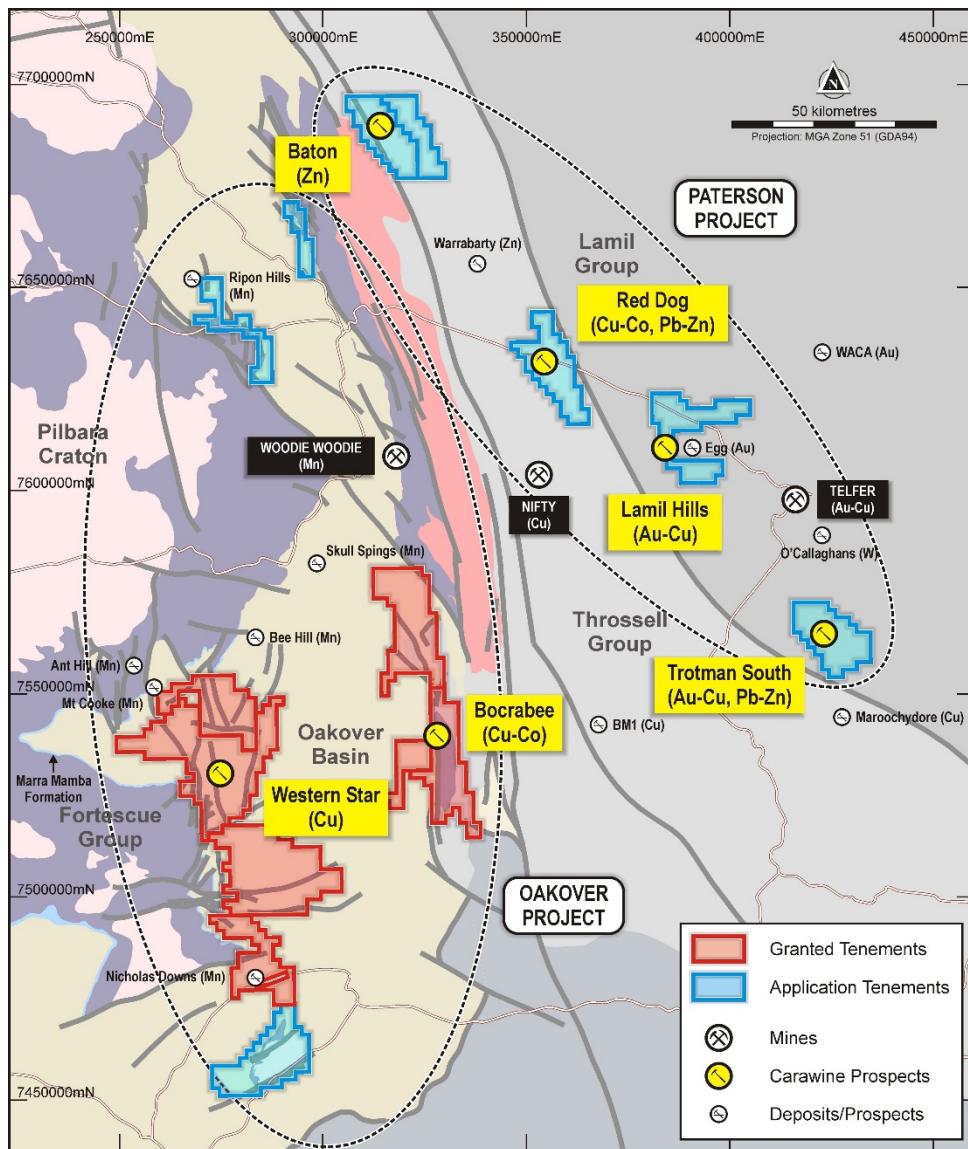 250000mE
300000mE
350000mE
400000mE
450000mE
7700000mN
N
50 kilometres
Projection: MGA Zone 51 (GDA94)
Baton
(Zn)
PATERSON
PROJECT
Warrabarty (Zn)
Lamil
Group
7650000mN
Ripon Hills
(Mn)
Red Dog
(Cu-Co, Pb-Zn)
WACA (Au)
Pilbara
Craton
WOODIE WOODIE
(Mn)
Egg (Au)
7600000mN
NIFTY
(Cu)
Lamil Hills
(Au-Cu)
TELFER
(Au-Cu)
O'Callaghans (W)
Skull Spings (Mn)
Throssell
Group
Bee Hill (Mn)
Ant Hill (Mn)
Mt Cooke (Mn)
7550000mN
Trotman South
(Au-Cu, Pb-Zn)
Bocrabee
(Cu-Co)
BM1 (Cu)
Maroochydore (Cu)
Oakover
Basin
Marra Mamba
Formation
Western Star
(Cu)
Fortescue
Group
7500000mN
OAKOVER
PROJECT
Nicholas Downs (Mn)
7450000mN
Granted Tenements
Application Tenements
Mines
Carawine Prospects
Deposits/Prospects